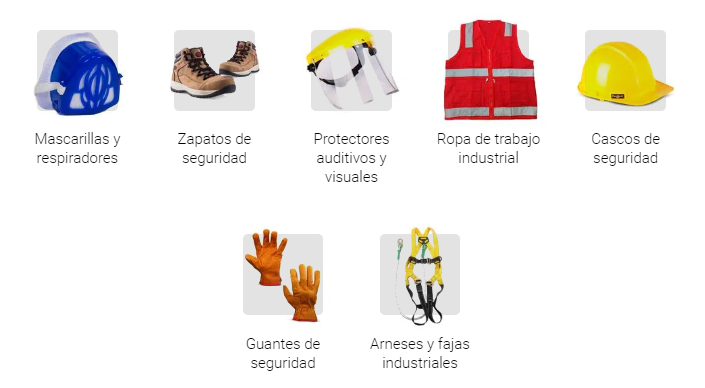 Mascarillas y
respiradores
Zapatos de
seguridad
Protectores
auditivos y
visuales
Ropa de trabajo
industrial
Cascos de
seguridad
Guantes de
seguridad
Arneses y fajas
industriales